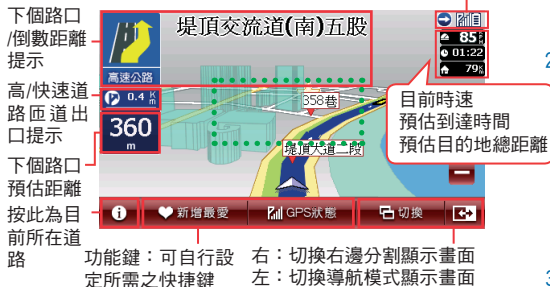 下個路口
/倒數距離
提示
高/快速道
路匝道出
口提示
下個路口
預估距離
按此為目
前所在道
路
堤頂交流道(南)五股
高速公路
0.4 K m
360
m
358巷
堤頂大道二段
85 K h
01:22
79 K m
目前時速
預估到達時間
預估目的地總距離
新增最愛
GPS狀態
切換
功能鍵：可自行設
定所需之快捷鍵
右：切換右邊分割顯示畫面
左：切換導航模式顯示畫面